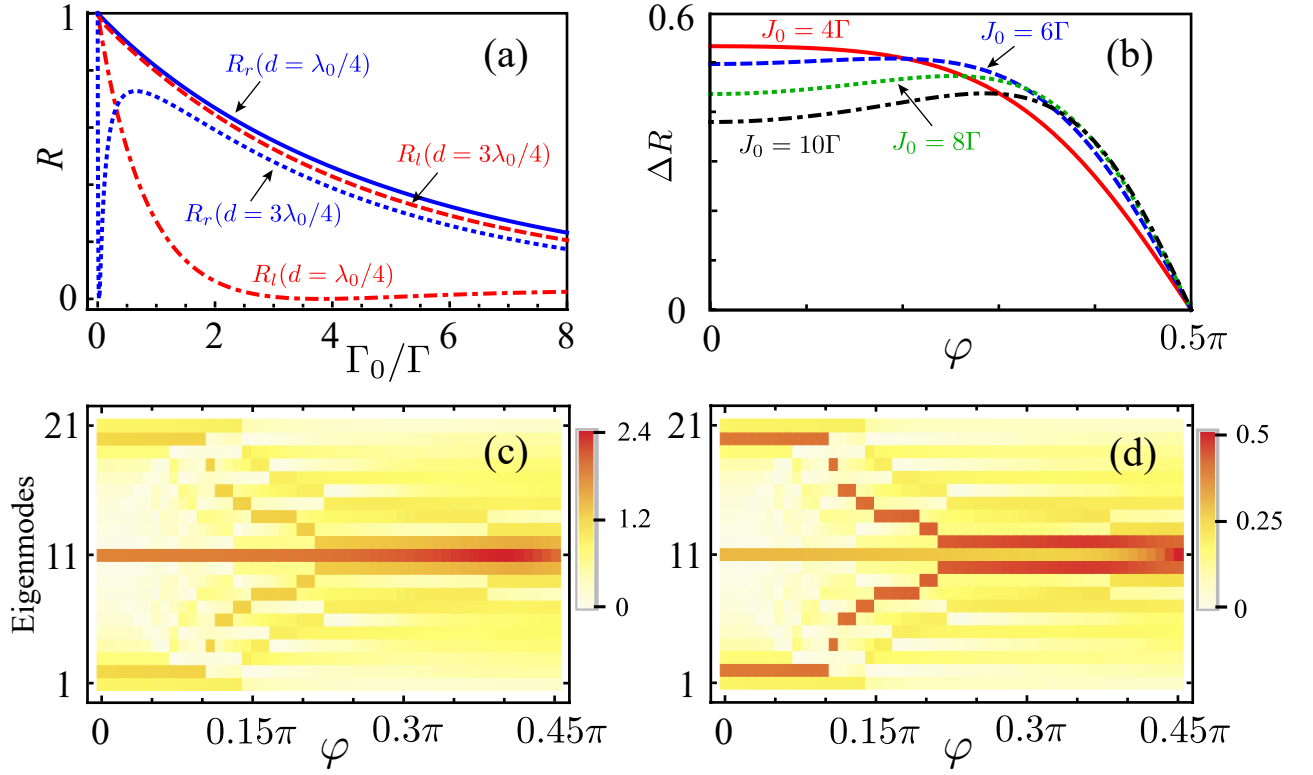 1
(a)
R_r(d = λ_0/4)
R_l(d = 3λ_0/4)
R_r(d = 3λ_0/4)
R_l(d = λ_0/4)
R
0
0 2 4 6 8
Γ_0/Γ
0.6
J_0 = 4Γ
J_0 = 6Γ
(b)
J_0 = 10Γ
J_0 = 8Γ
ΔR
0
0 0.5π
φ
21
(c)
2.4
11
1.2
Eigenmodes
1
0
0 0.15π 0.3π 0.45π
φ
21
(d)
0.5
11
0.25
1
0
0 0.15π 0.3π 0.45π
φ